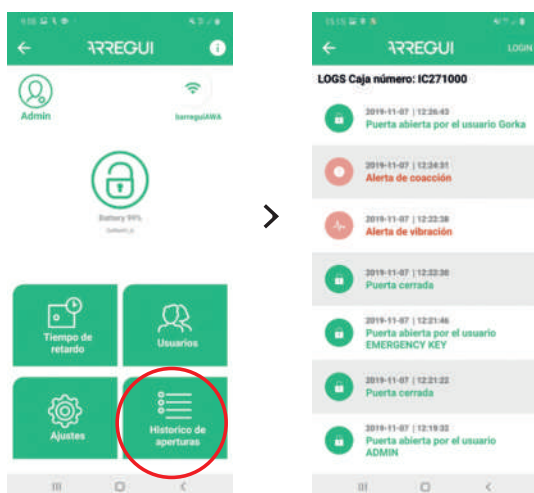 ARREGUI
Admin
barreguiAWA
Battery 99%
Tiempo de
retardo
Usuarios
Ajustes
Historico de
aperturas
15:15
ARREGUI
LOGIN
LOGS Caja número: IC271000
2019-11-07 | 12:26:43
Puerta abierta por el usuario Gorka
2019-11-07 | 12:24:31
Alerta de coacción
2019-11-07 | 12:23:38
Alerta de vibración
2019-11-07 | 12:22:30
Puerta cerrada
2019-11-07 | 12:21:46
Puerta abierta por el usuario
EMERGENCY KEY
2019-11-07 | 12:21:22
Puerta cerrada
2019-11-07 | 12:19:32
Puerta abierta por el usuario
ADMIN